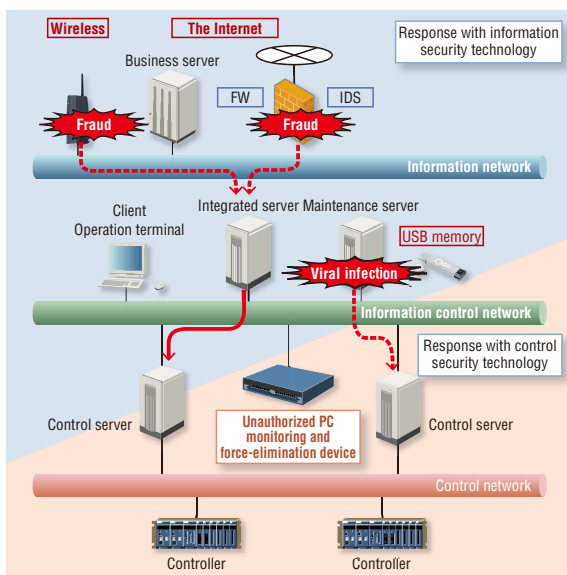 Wireless
The Internet
Response with information
security technology
Business server
FW
IDS
Fraud
Fraud
Information network
Client
Operation terminal
Integrated server
Maintenance server
USB memory
Viral infection
Information control network
Response with control
security technology
Control server
Unauthorized PC
monitoring and
force-elimination device
Control server
Control network
Controller
Controller